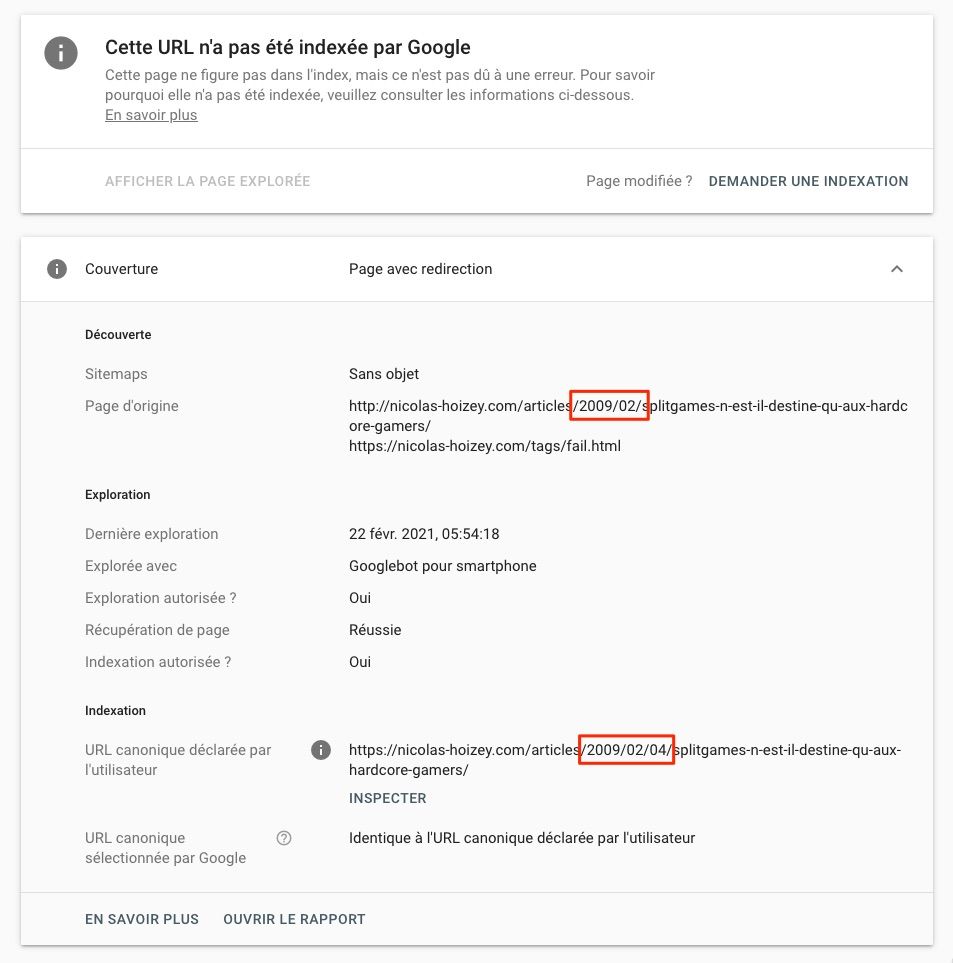 Cette URL n'a pas été indexée par Google
Cette page ne figure pas dans l'index, mais ce n'est pas dû à une erreur. Pour savoir
pourquoi elle n'a pas été indexée, veuillez consulter les informations ci-dessous.
En savoir plus
AFFICHER LA PAGE EXPLORÉE
Page modifiée ? DEMANDER UNE INDEXATION
Couverture
Page avec redirection
Découverte
Sitemaps
Sans objet
Page d'origine
http://nicolas-hoizey.com/articles/2009/02/splitgames-n-est-il-destine-qu-aux-hardc
ore-gamers/
https://nicolas-hoizey.com/tags/fail.html
Exploration
Dernière exploration
22 févr. 2021, 05:54:18
Explorée avec
Googlebot pour smartphone
Exploration autorisée ?
Oui
Récupération de page
Réussie
Indexation autorisée ?
Oui
Indexation
URL canonique déclarée par
l'utilisateur
https://nicolas-hoizey.com/articles/2009/02/04/splitgames-n-est-il-destine-qu-aux-
hardcore-gamers/
INSPECTER
URL canonique
sélectionnée par Google
Identique à l'URL canonique déclarée par l'utilisateur
EN SAVOIR PLUS
OUVRIR LE RAPPORT